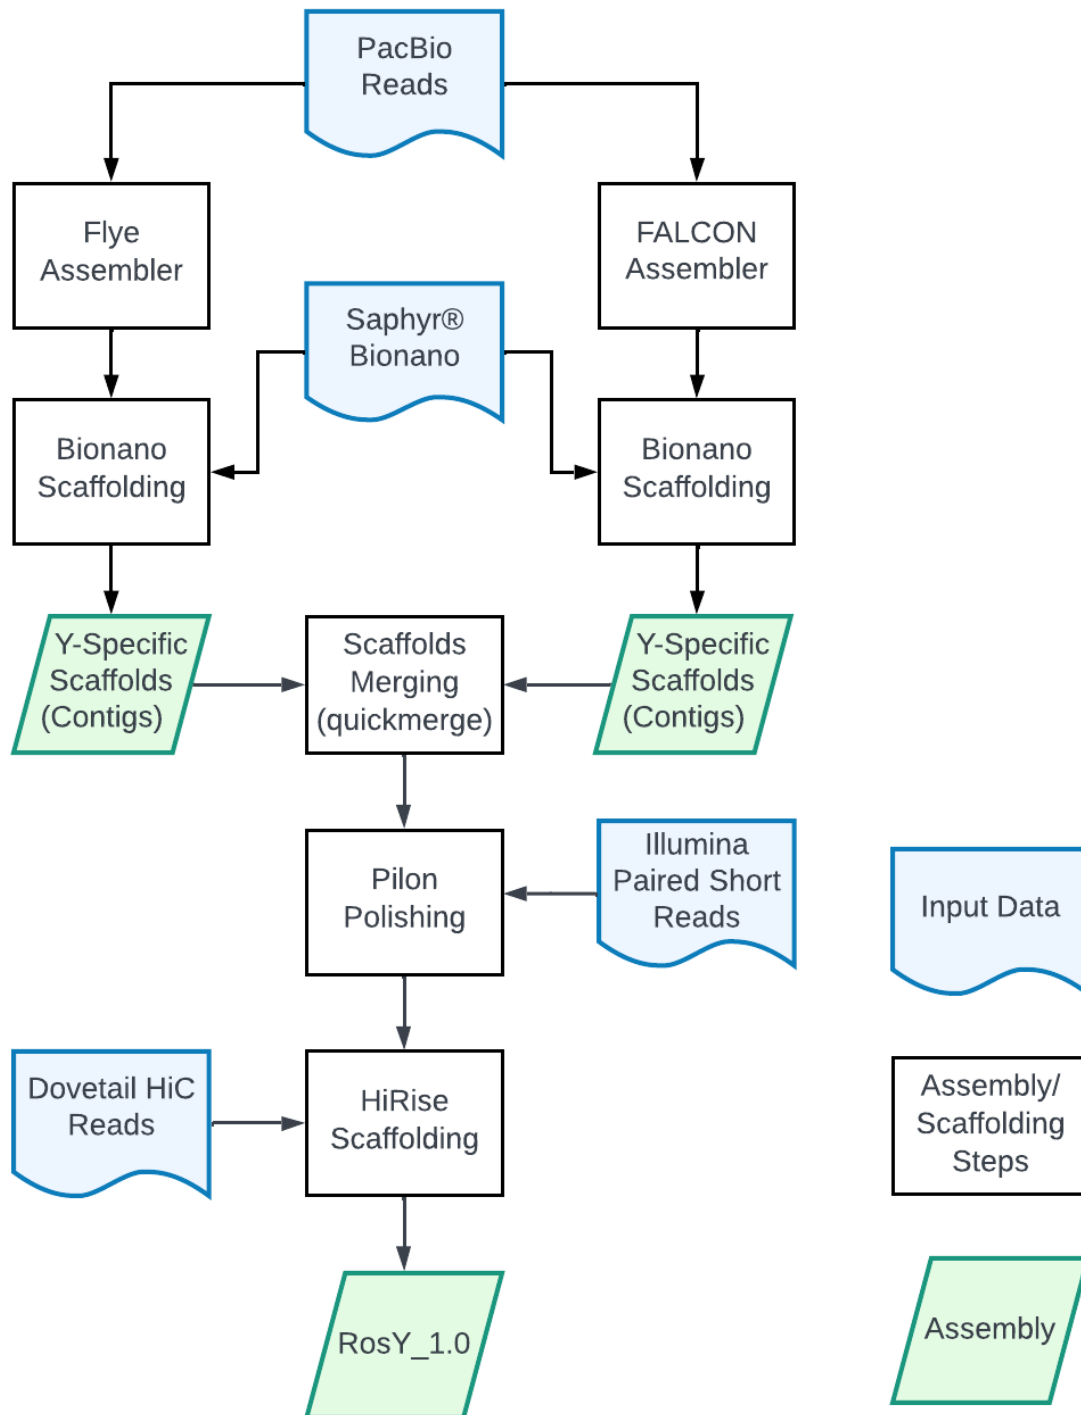 PacBio
Reads
Flye
Assembler
FALCON
Assembler
Saphyr®
Bionano
Bionano
Scaffolding
Bionano
Scaffolding
Y-Specific
Scaffolds
(Contigs)
Scaffolds
Merging
(quickmerge)
Y-Specific
Scaffolds
(Contigs)
Pilon
Polishing
Illumina
Paired Short
Reads
Input Data
Dovetail HiC
Reads
HiRise
Scaffolding
Assembly/
Scaffolding
Steps
RosY_1.0
Assembly